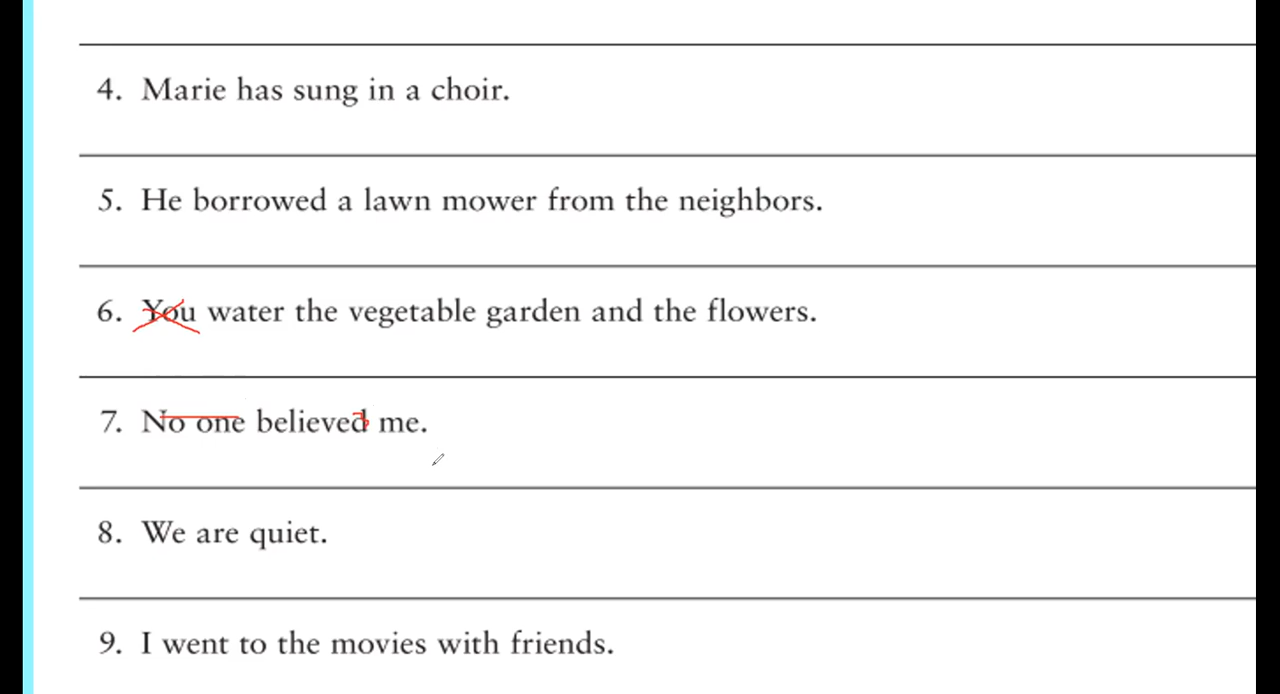 4. Marie has sung in a choir.
5. He borrowed a lawn mower from the neighbors.
6. You water the vegetable garden and the flowers.
7. No one believed me.
8. We are quiet.
9. I went to the movies with friends.